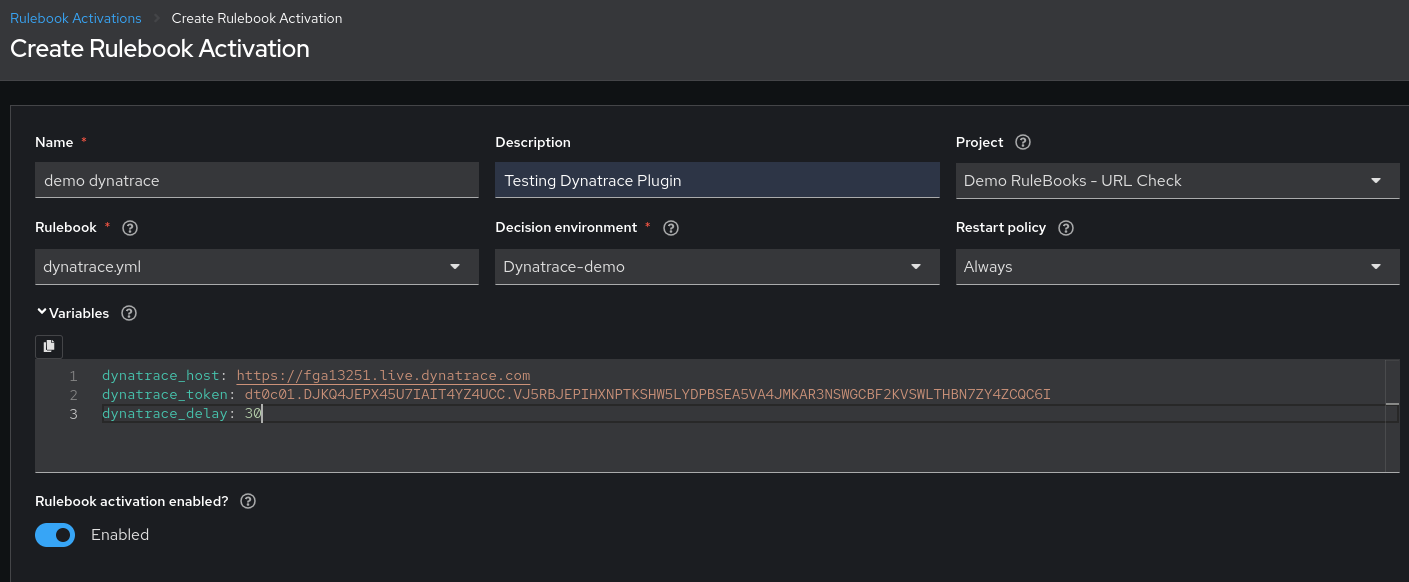 Rulebook Activations > Create Rulebook Activation
Create Rulebook Activation
Name * Description Project
demo dynatrace Testing Dynatrace Plugin Demo RuleBooks - URL Check
Rulebook * Decision environment * Restart policy
dynatrace.yml Dynatrace-demo Always
Variables
1 dynatrace_host: https://fga13251.live.dynatrace.com
2 dynatrace_token: dt0c01.DJKQ4JEPX45U7IAIT4YZ4UCC.VJ5RBJEPIHXNPTKSHW5LYDPBSEA5VA4JMKAR3NSWGCBF2KVSWLTHBN7ZY4ZCQC6I
3 dynatrace_delay: 30
Rulebook activation enabled?
Enabled